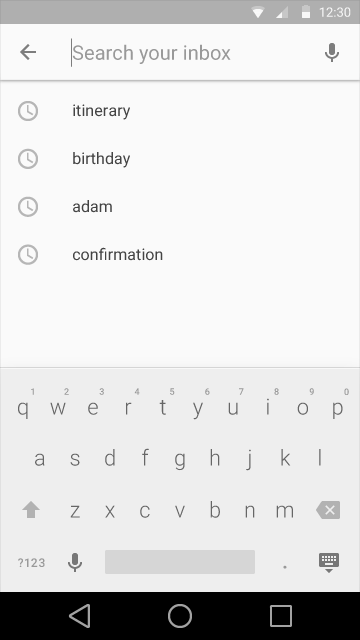 12:30
Search your inbox
itinerary
birthday
adam
confirmation
1 2 3 4 5 6 7 8 9 0
q w e r t y u i o p
a s d f g h j k l
z x c v b n m
?123 .